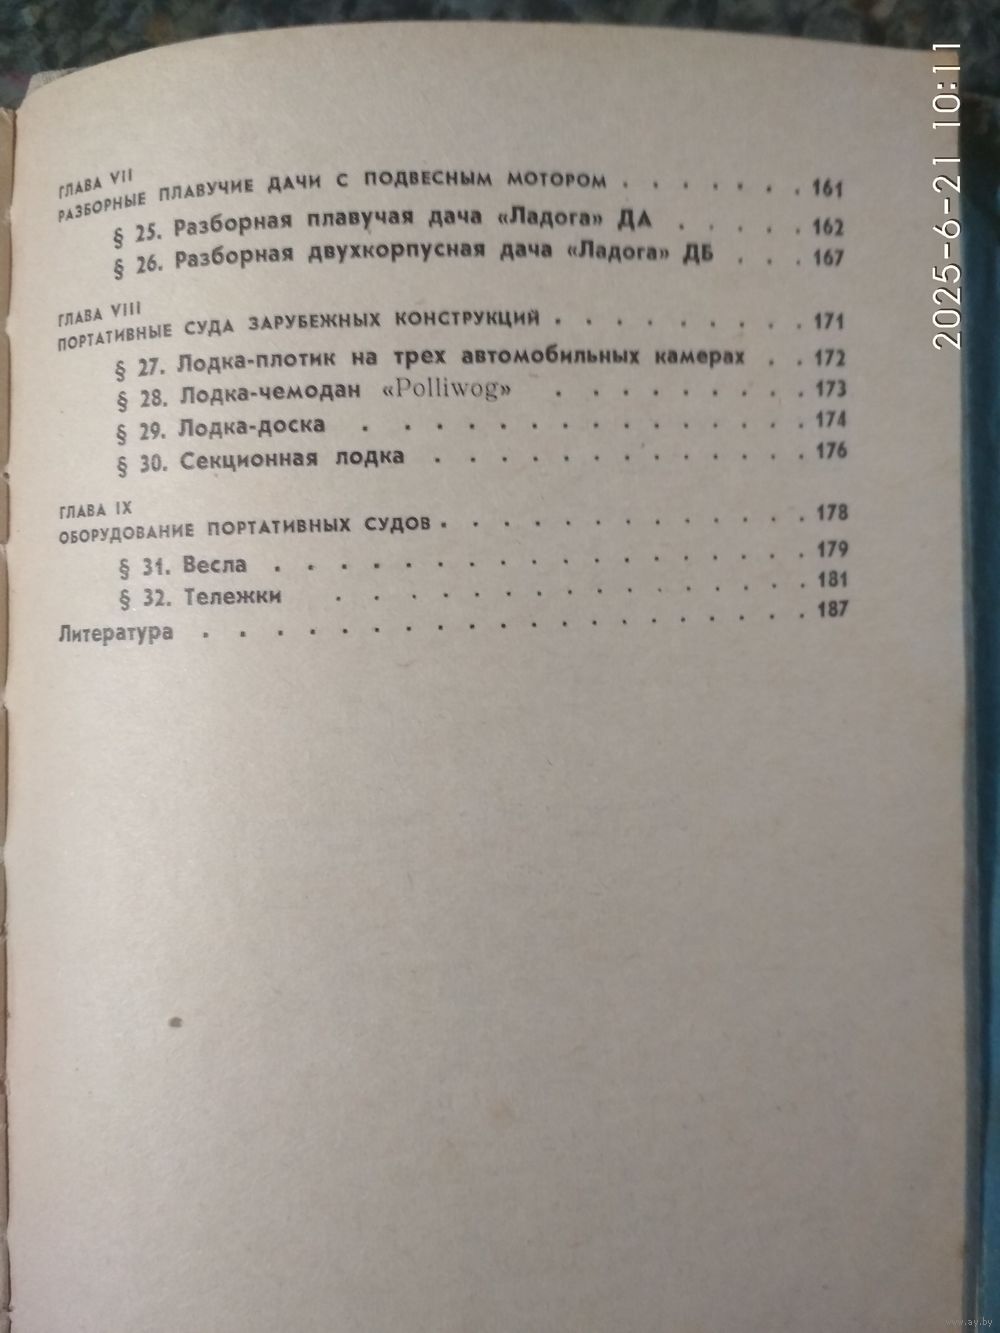 ГЛАВА VII
РАЗБОРНЫЕ ПЛАВУЧИЕ ДАЧИ С ПОДВЕСНЫМ МОТОРОМ . . . . . . 161
§ 25. Разборная плавучая дача «Ладога» ДА . . . . 162
§ 26. Разборная двухкорпусная дача «Ладога» ДБ . . . 167
ГЛАВА VIII
ПОРТАТИВНЫЕ СУДА ЗАРУБЕЖНЫХ КОНСТРУКЦИЙ . . . . . . . . . 171
§ 27. Лодка-плотик на трех автомобильных камерах . . 172
§ 28. Лодка-чемодан «Polliwog» . . . . . . . . 173
§ 29. Лодка-доска . . . . . . . . . . . . . . 174
§ 30. Секционная лодка . . . . . . . . . . . . 176
ГЛАВА IX
ОБОРУДОВАНИЕ ПОРТАТИВНЫХ СУДОВ . . . . . . . . . . . . 178
§ 31. Весла . . . . . . . . . . . . . . . . . 179
§ 32. Тележки . . . . . . . . . . . . . . . 181
Литература . . . . . . . . . . . . . . . . . . . 187
2025-6-21 10:11
www.ay.by